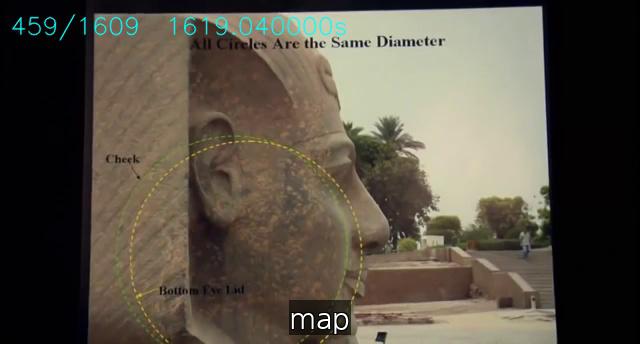 459/1609 1619.040000s
All Circles Are the Same Diameter
Cheek
Bottom Eye Lid
map